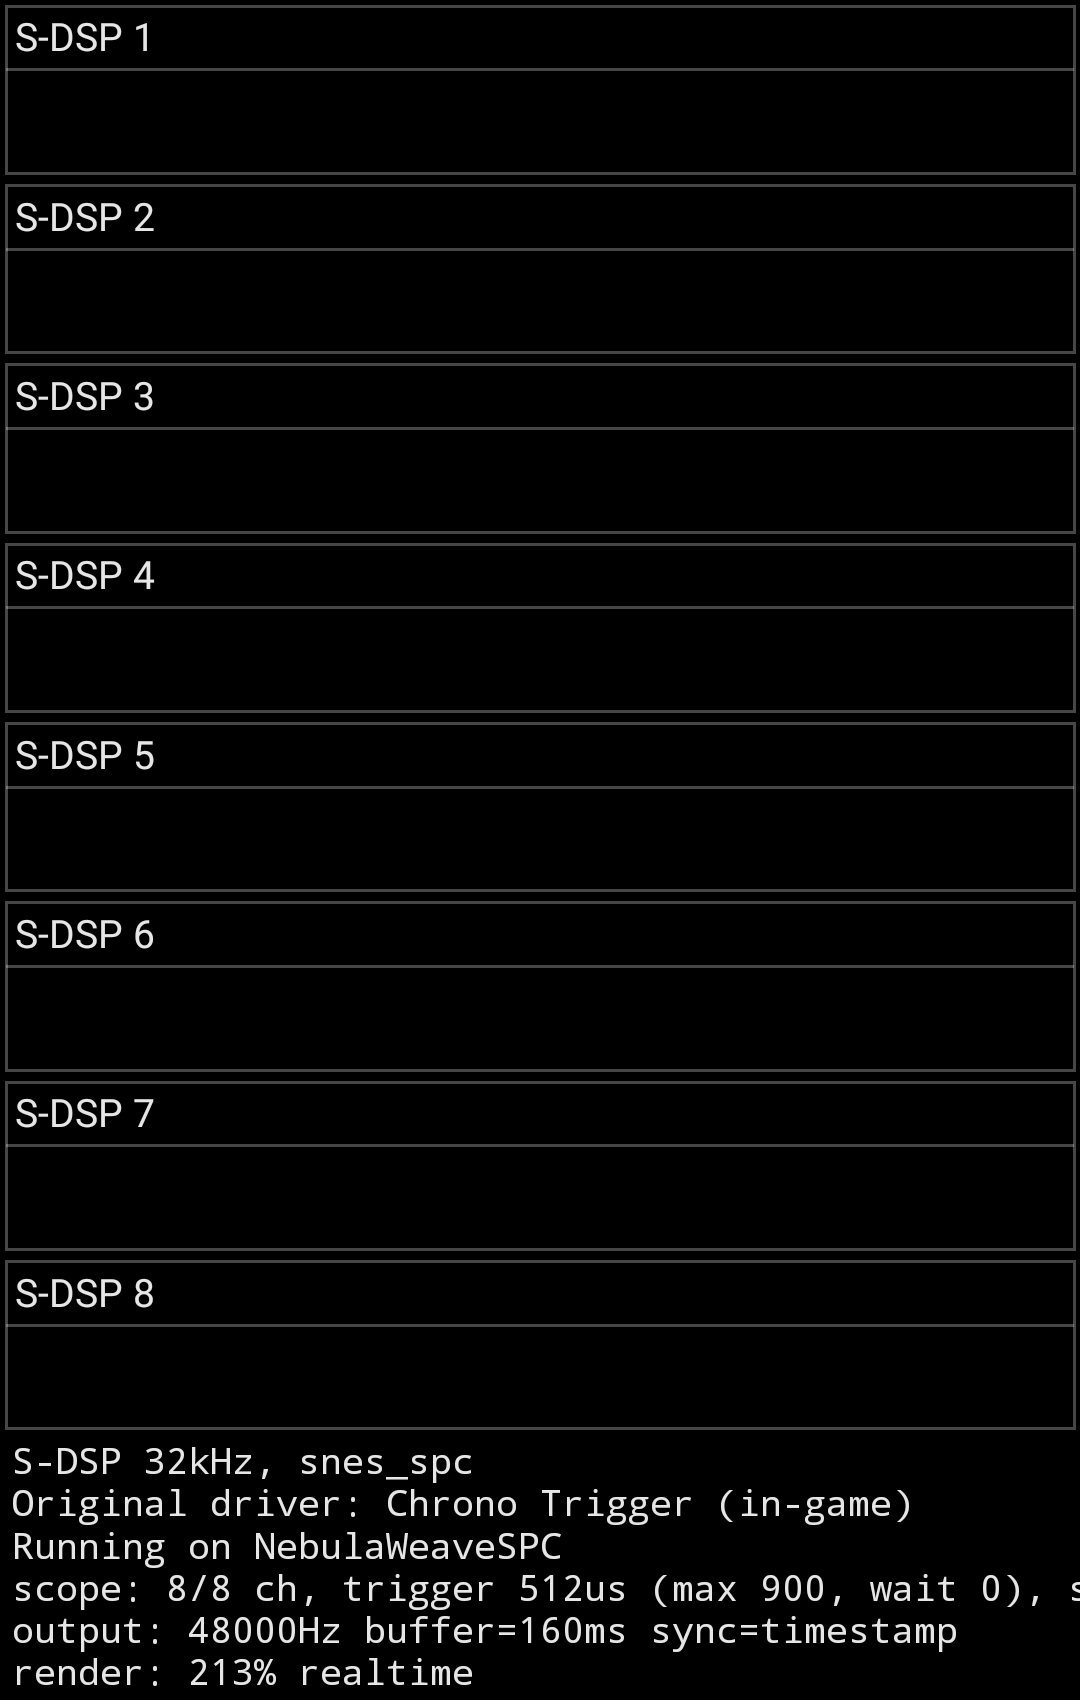 S-DSP 1
S-DSP 2
S-DSP 3
S-DSP 4
S-DSP 5
S-DSP 6
S-DSP 7
S-DSP 8
S-DSP 32kHz, snes_spc
Original driver: Chrono Trigger (in-game)
Running on NebulaWeaveSPC
scope: 8/8 ch, trigger 512us (max 900, wait 0),
output: 48000Hz buffer=160ms sync=timestamp
render: 213% realtime